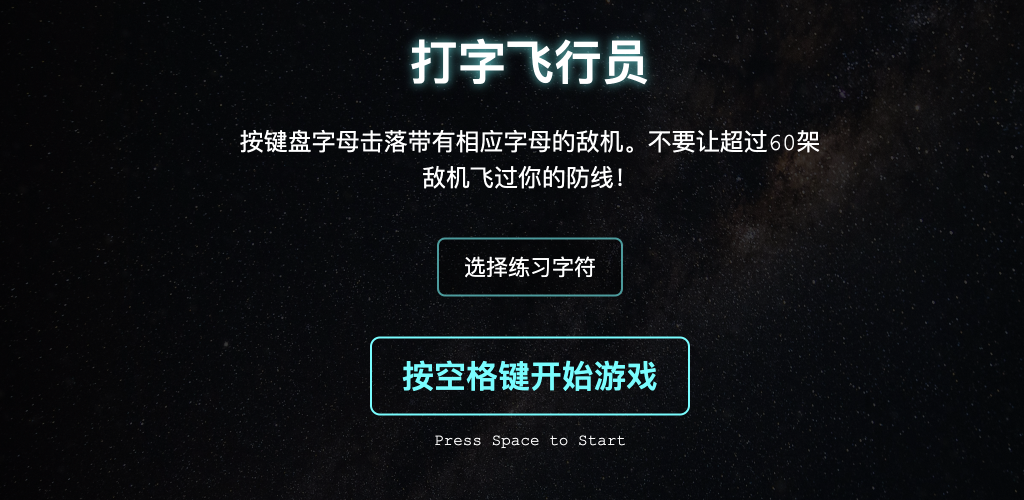 打字飞行员
按键盘字母击落带有相应字母的敌机。不要让超过60架
敌机飞过你的防线！
选择练习字符
按空格键开始游戏
Press Space to Start